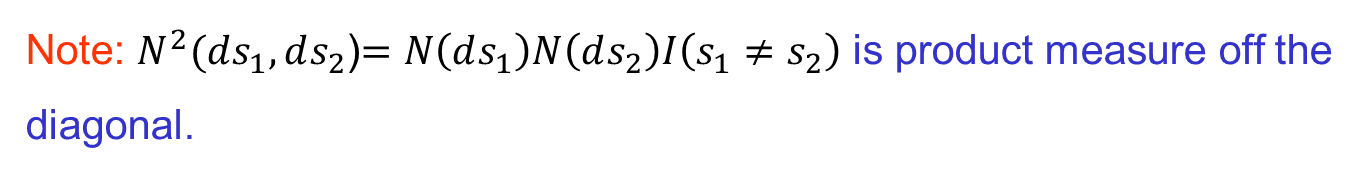 Note: 𝑁²(𝑑𝑠₁, 𝑑𝑠₂)= 𝑁(𝑑𝑠₁)𝑁(𝑑𝑠₂)𝐼(𝑠₁ ≠ 𝑠₂) is product measure off the
diagonal.